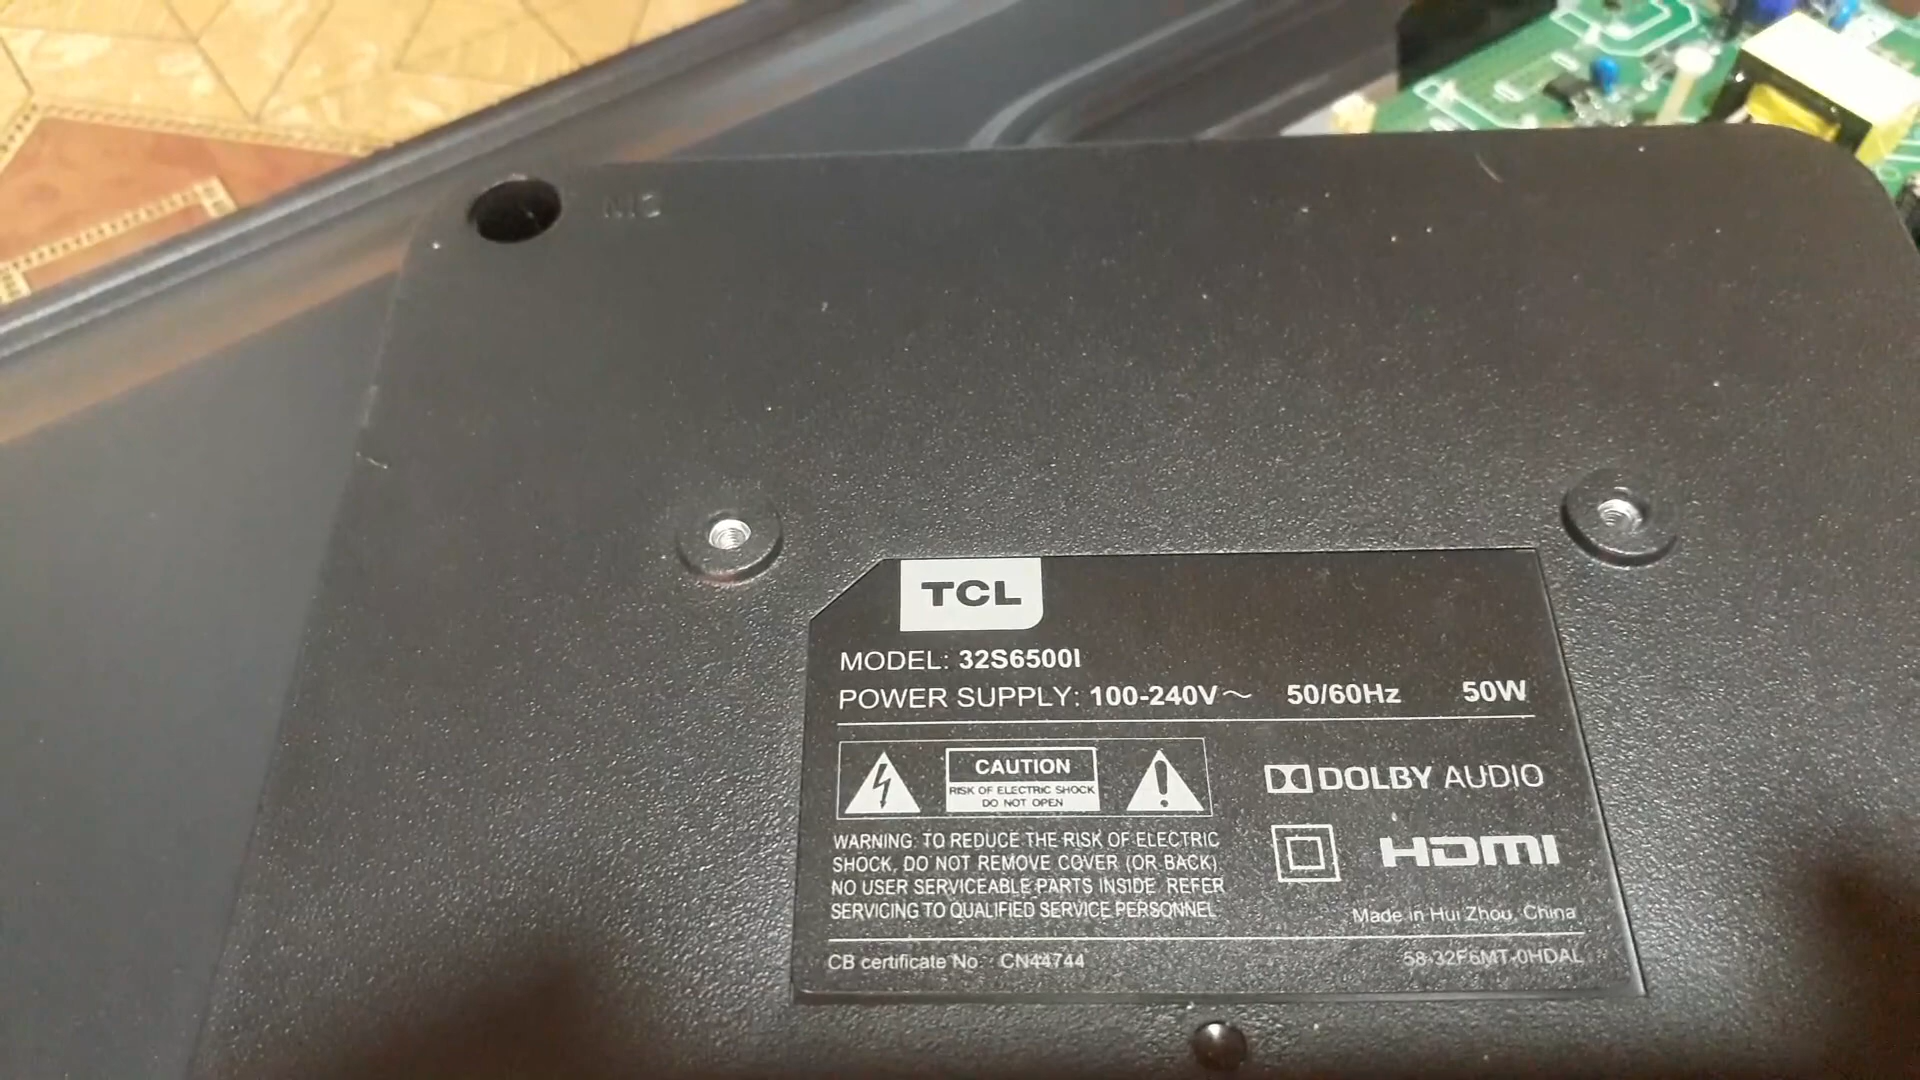 TCL
MODEL: 32S6500I
POWER SUPPLY: 100-240V~ 50/60Hz 50W
CAUTION
RISK OF ELECTRIC SHOCK
DO NOT OPEN
DOLBY AUDIO
WARNING: TO REDUCE THE RISK OF ELECTRIC
SHOCK, DO NOT REMOVE COVER (OR BACK).
NO USER SERVICEABLE PARTS INSIDE. REFER
SERVICING TO QUALIFIED SERVICE PERSONNEL
HDMI
Made in Hui Zhou, China
CB certificate No CN44744
58-32F6MT-0HDAL